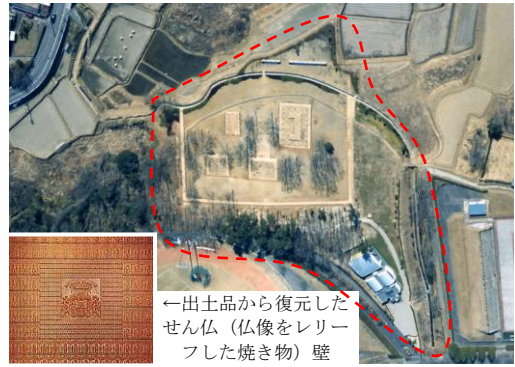 ←出土品から復元した
せん仏（仏像をレリー
フした焼き物）壁